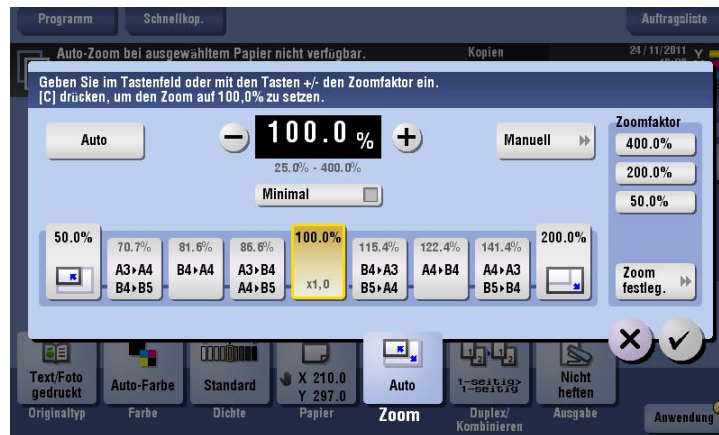 Programm
Schnellkop.
Auftragsliste
Auto-Zoom bei ausgewähltem Papier nicht verfügbar.
Kopien
24/11/2011
Y
Geben Sie im Tastenfeld oder mit den Tasten +/- den Zoomfaktor ein.
[C] drücken, um den Zoom auf 100,0% zu setzen.
Auto
− 100.0 % +
25.0% - 400.0%
Minimal
Manuell
Zoomfaktor
400.0%
200.0%
50.0%
Zoom
festleg.
50.0%
70.7%
A3▸A4
B4▸B5
81.6%
B4▸A4
86.6%
A3▸B4
A4▸B5
100.0%
x1,0
115.4%
B4▸A3
B5▸A4
122.4%
A4▸B4
141.4%
A4▸A3
B5▸B4
200.0%
Text/Foto
gedruckt
Originaltyp
Auto-Farbe
Farbe
Standard
Dichte
X 210.0
Y 297.0
Papier
Auto
Zoom
1-seitig>
1-seitig
Duplex/
Kombinieren
Nicht
heften
Ausgabe
Anwendung